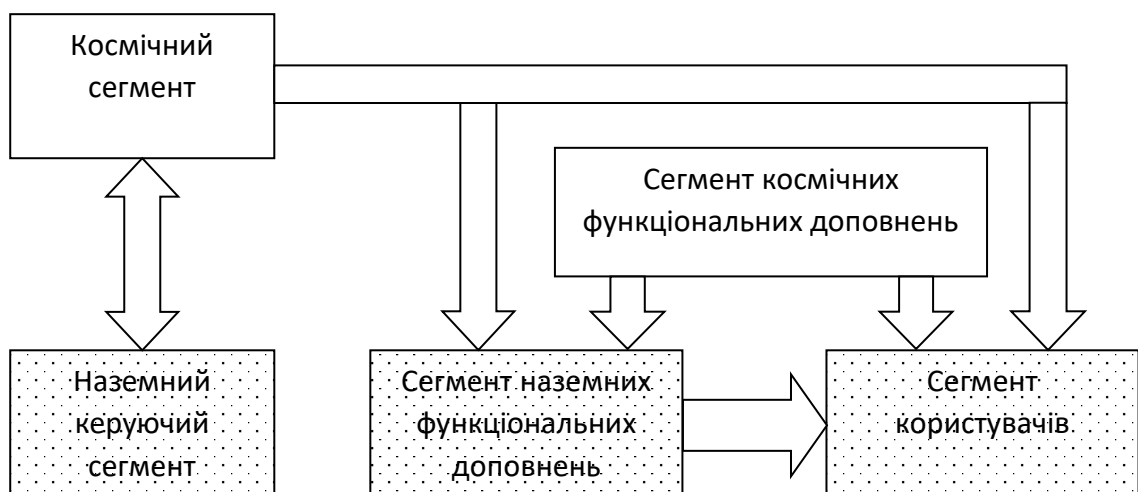 Космічний
сегмент
Сегмент космічних
функціональних доповнень
Наземний
керуючий
сегмент
Сегмент наземних
функціональних
доповнень
Сегмент
користувачів